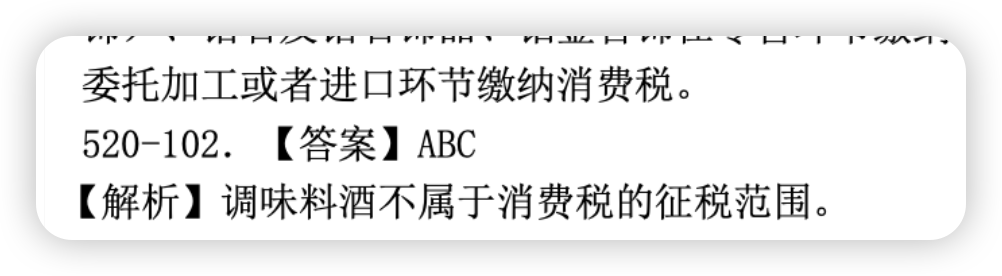 委托加工或者进口环节缴纳消费税。
520-102. 【答案】ABC
【解析】调味料酒不属于消费税的征税范围。